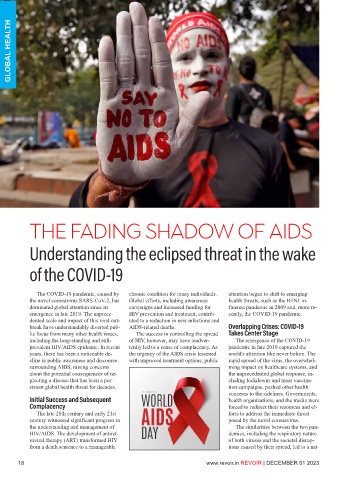 GLOBAL HEALTH
WORLD AIDS
NO AIDS
SAY
NO TO
AIDS
THE FADING SHADOW OF AIDS
Understanding the eclipsed threat in the wake
of the COVID-19
The COVID-19 pandemic, caused by
the novel coronavirus SARS-CoV-2, has
dominated global attention since its
emergence in late 2019. The unprece-
dented scale and impact of this viral out-
break have understandably diverted pub-
lic focus from many other health issues,
including the long-standing and still-
prevalent HIV/AIDS epidemic. In recent
years, there has been a noticeable de-
cline in public awareness and discourse
surrounding AIDS, raising concerns
about the potential consequences of ne-
glecting a disease that has been a per-
sistent global health threat for decades.
Initial Success and Subsequent
Complacency
The late 20th century and early 21st
century witnessed significant progress in
the understanding and management of
HIV/AIDS. The development of antiret-
roviral therapy (ART) transformed HIV
from a death sentence to a manageable
chronic condition for many individuals.
Global efforts, including awareness
campaigns and increased funding for
HIV prevention and treatment, contrib-
uted to a reduction in new infections and
AIDS-related deaths.
The success in controlling the spread
of HIV, however, may have inadver-
tently led to a sense of complacency. As
the urgency of the AIDS crisis lessened
with improved treatment options, public
WORLD
AIDS
DAY
attention began to shift to emerging
health threats, such as the H1N1 in-
fluenza pandemic in 2009 and, more re-
cently, the COVID-19 pandemic.
Overlapping Crises: COVID-19
Takes Center Stage
The emergence of the COVID-19
pandemic in late 2019 captured the
world's attention like never before. The
rapid spread of the virus, the overwhel-
ming impact on healthcare systems, and
the unprecedented global response, in-
cluding lockdowns and mass vaccina-
tion campaigns, pushed other health
concerns to the sidelines. Governments,
health organisations, and the media were
forced to redirect their resources and ef-
forts to address the immediate threat
posed by the novel coronavirus.
The similarities between the two pan-
demics, including the respiratory nature
of both viruses and the societal disrup-
tions caused by their spread, led to a nat-
18
www.revoir.in REVOIR | DECEMBER 01 2023